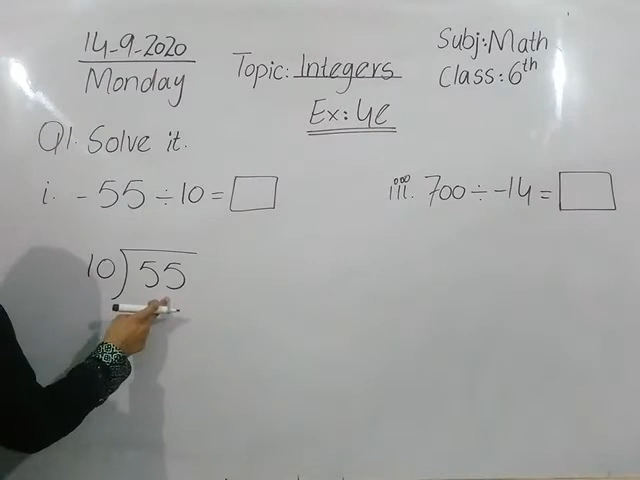 14-9-2020
Monday
Topic: Integers
Ex: 4c
Subj: Math
Class: 6th
Q1. Solve it.
i. -55 ÷ 10 = □
iii. 700 ÷ -14 = □
10) 55